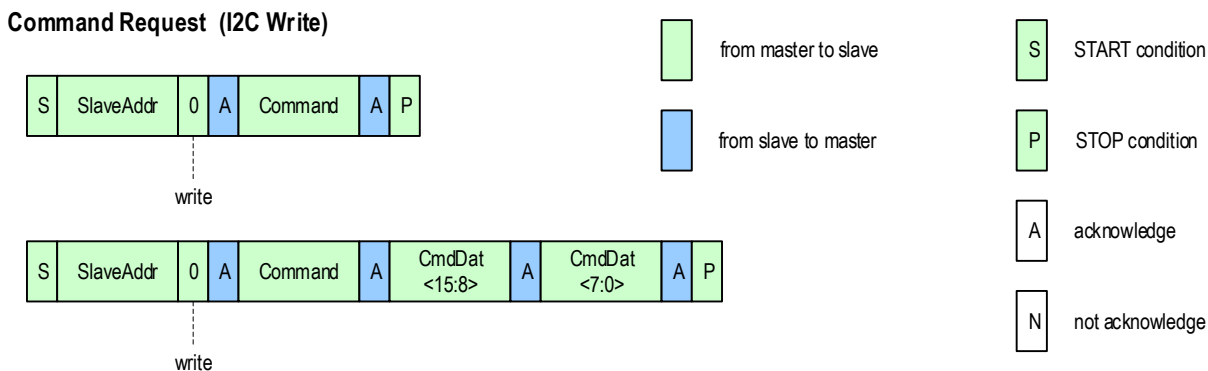 Command Request (I2C Write)
from master to slave
S START condition
S SlaveAddr 0 A Command A P
from slave to master
P STOP condition
write
A acknowledge
S SlaveAddr 0 A Command A CmdDat <15:8> A CmdDat <7:0> A P
N not acknowledge
write